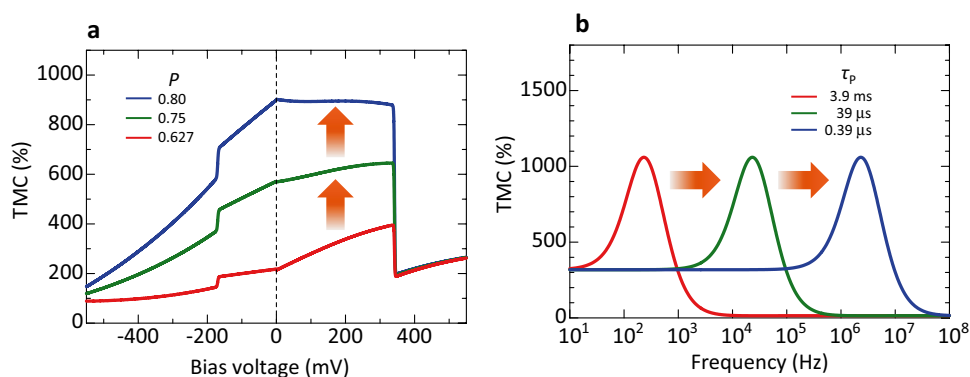 a
TMC (%)
1000
800
600
400
200
0
P
0.80
0.75
0.627
-400
-200
0
200
400
Bias voltage (mV)
b
TMC (%)
1500
1000
500
0
τP
3.9 ms
39 μs
0.39 μs
10^1
10^2
10^3
10^4
10^5
10^6
10^7
10^8
Frequency (Hz)